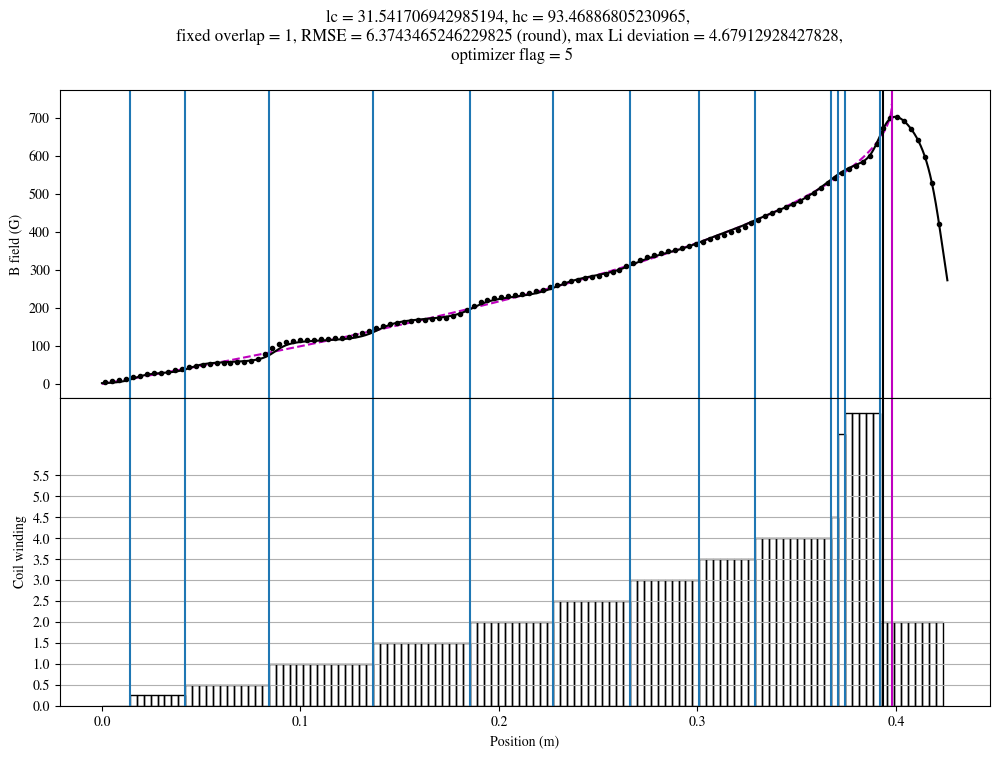 lc = 31.541706942985194, hc = 93.46886805230965,
fixed overlap = 1, RMSE = 6.3743465246229825 (round), max Li deviation = 4.67912928427828,
optimizer flag = 5
700
600
500
400
300
200
100
0
B field (G)
5.5
5.0
4.5
4.0
3.5
3.0
2.5
2.0
1.5
1.0
0.5
0.0
Coil winding
0.0 0.1 0.2 0.3 0.4
Position (m)